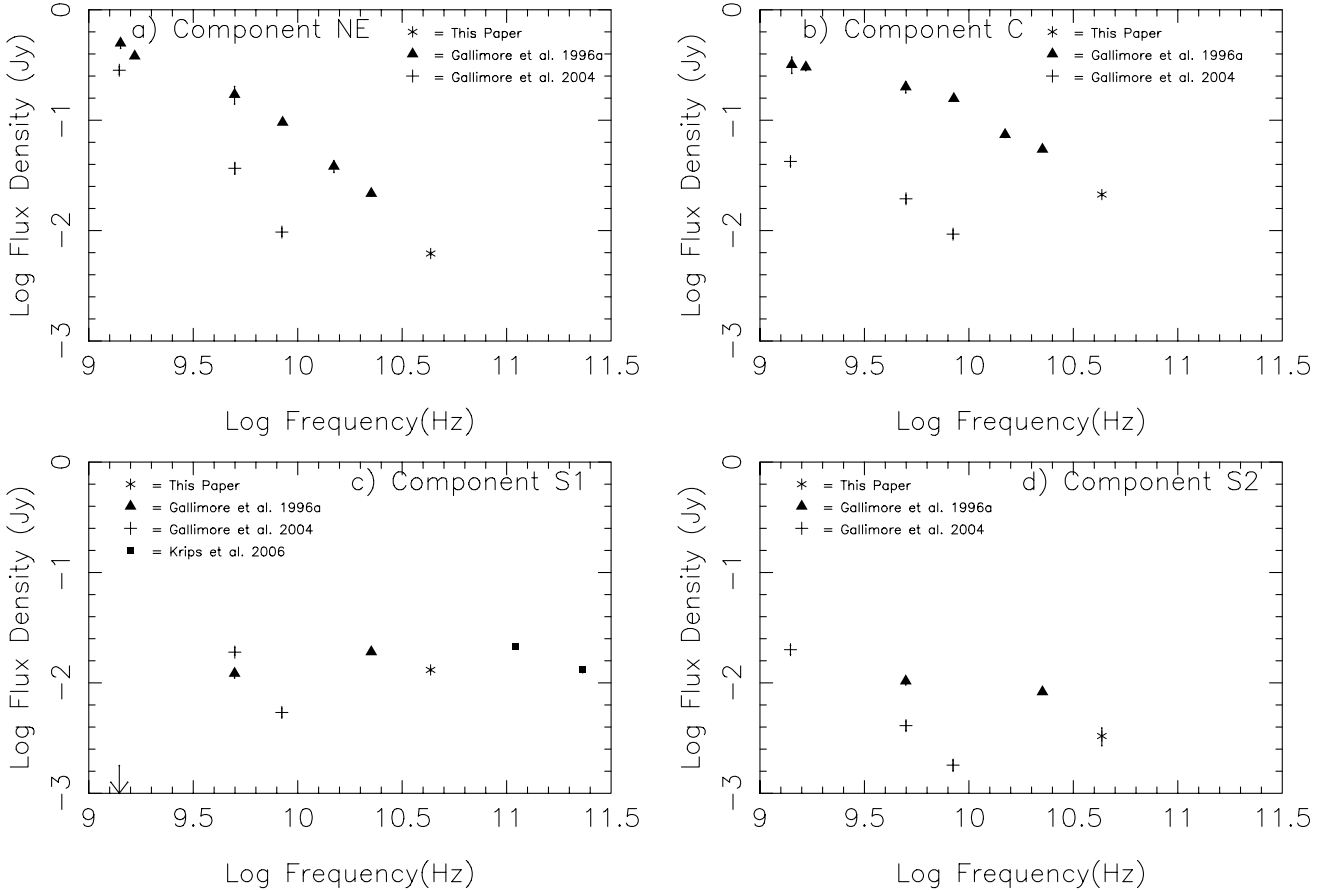 a) Component NE
* = This Paper
▲ = Gallimore et al. 1996a
+ = Gallimore et al. 2004
Log Flux Density (Jy)
0
−1
−2
−3
9 9.5 10 10.5 11 11.5
Log Frequency(Hz)
b) Component C
* = This Paper
▲ = Gallimore et al. 1996a
+ = Gallimore et al. 2004
Log Flux Density (Jy)
0
−1
−2
−3
9 9.5 10 10.5 11 11.5
Log Frequency(Hz)
c) Component S1
* = This Paper
▲ = Gallimore et al. 1996a
+ = Gallimore et al. 2004
■ = Krips et al. 2006
Log Flux Density (Jy)
0
−1
−2
−3
9 9.5 10 10.5 11 11.5
Log Frequency(Hz)
d) Component S2
* = This Paper
▲ = Gallimore et al. 1996a
+ = Gallimore et al. 2004
Log Flux Density (Jy)
0
−1
−2
−3
9 9.5 10 10.5 11 11.5
Log Frequency(Hz)